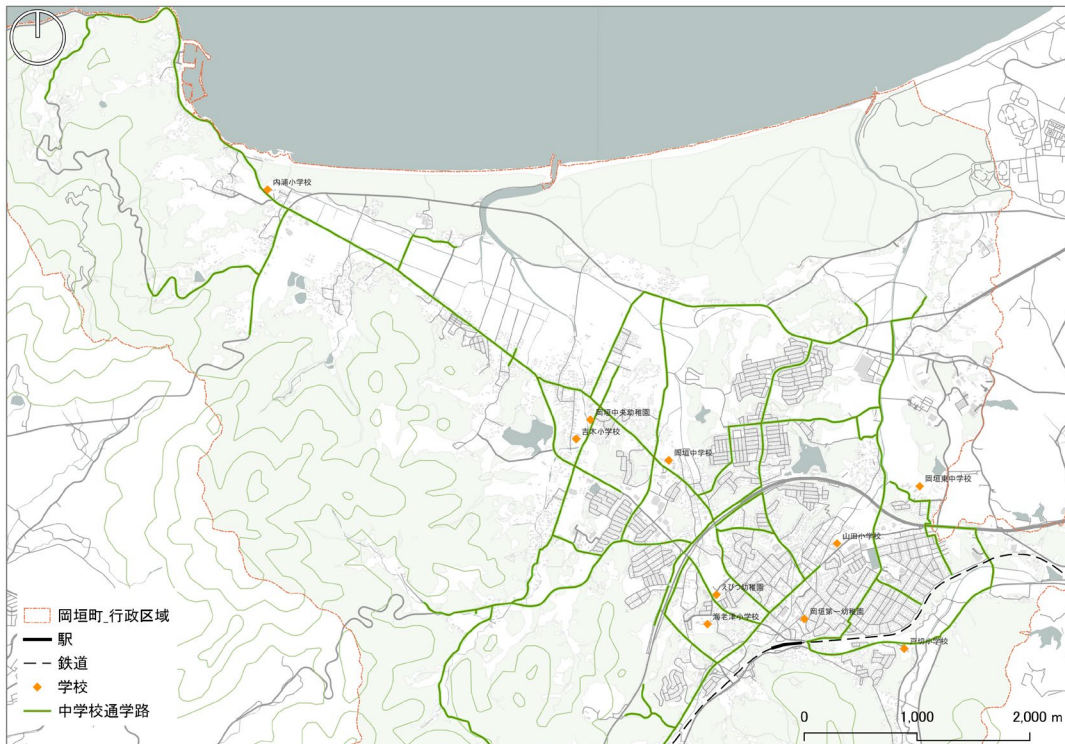 内浦小学校
岡垣中央幼稚園
吉木小学校
岡垣中学校
岡垣東中学校
山田小学校
えびつ幼稚園
海老津小学校
岡垣第一幼稚園
戸切小学校
岡垣町_行政区域
駅
鉄道
学校
中学校通学路
0 1,000 2,000 m